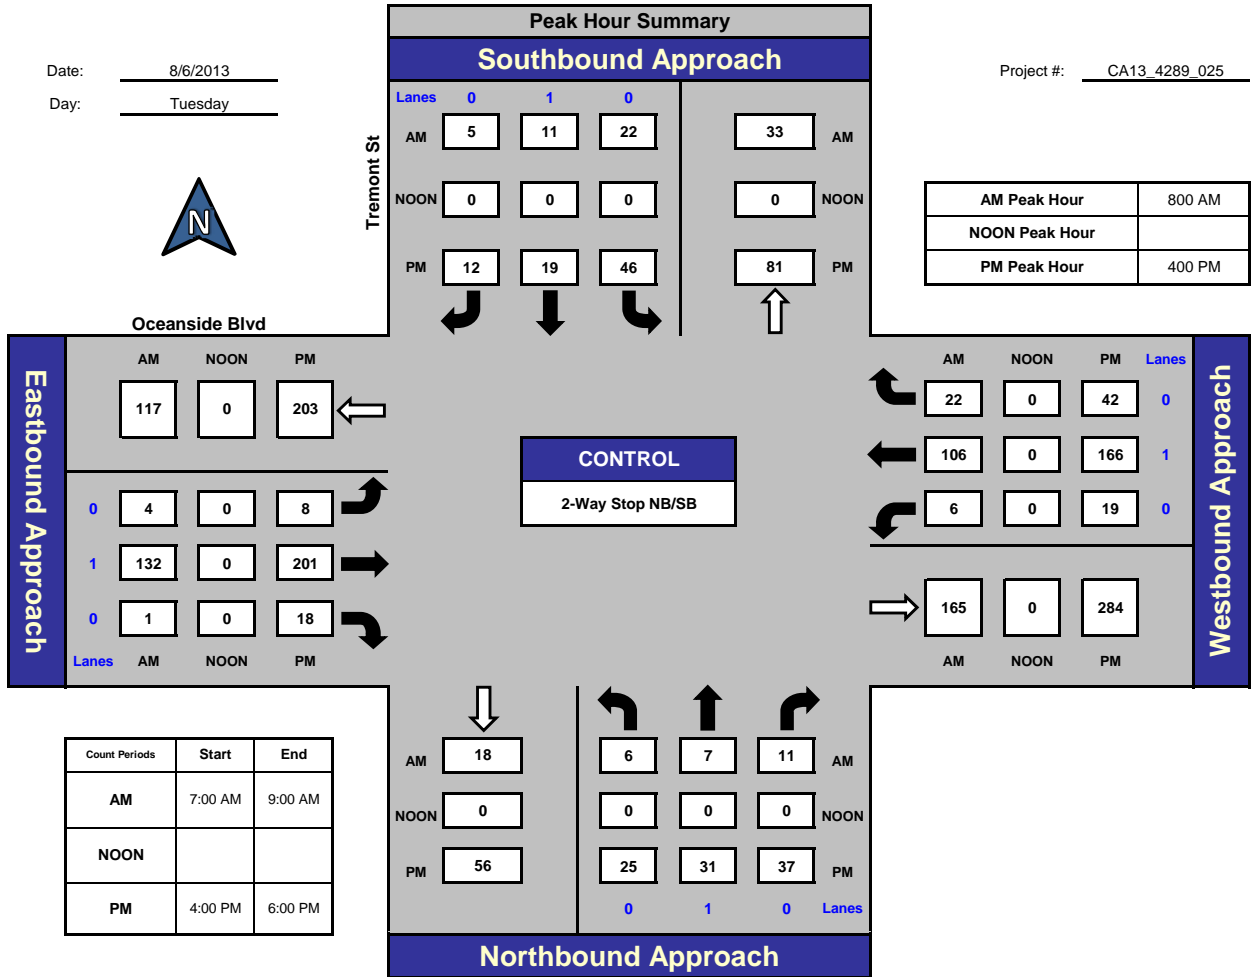 Peak Hour Summary
Southbound Approach
Date: 8/6/2013
Project #: CA13_4289_025
Day: Tuesday
Lanes 0 1 0
AM 5 11 22 33 AM
Tremont St
N
NOON 0 0 0 0 NOON
AM Peak Hour 800 AM
NOON Peak Hour
PM Peak Hour 400 PM
PM 12 19 46 81 PM
Oceanside Blvd
Eastbound Approach
AM NOON PM
117 0 203
0 4 0 8
1 132 0 201
0 1 0 18
Lanes AM NOON PM
CONTROL
2-Way Stop NB/SB
AM NOON PM Lanes
22 0 42 0
106 0 166 1
6 0 19 0
165 0 284
AM NOON PM
Westbound Approach
Count Periods Start End
AM 7:00 AM 9:00 AM
NOON
PM 4:00 PM 6:00 PM
AM 18 6 7 11 AM
NOON 0 0 0 0 NOON
PM 56 25 31 37 PM
0 1 0 Lanes
Northbound Approach